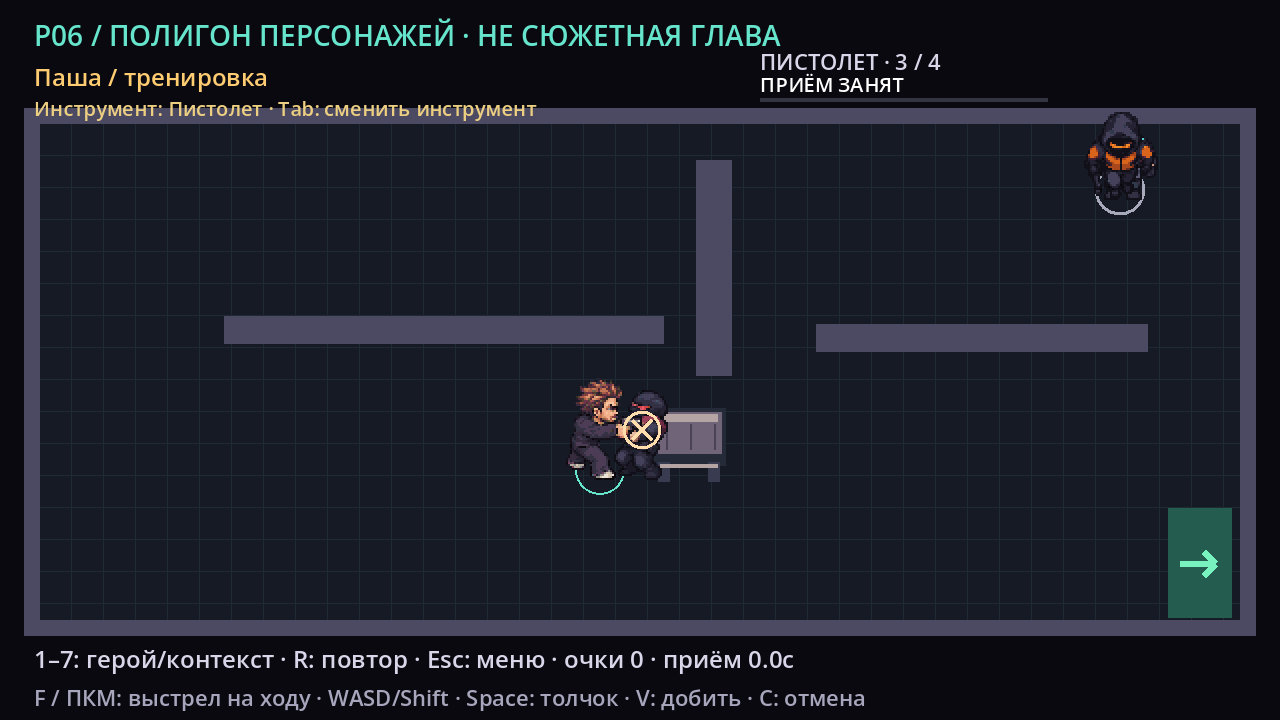 P06 / ПОЛИГОН ПЕРСОНАЖЕЙ · НЕ СЮЖЕТНАЯ ГЛАВА
ПИСТОЛЕТ · 3 / 4
Паша / тренировка
ПРИЁМ ЗАНЯТ
Инструмент: Пистолет · Tab: сменить инструмент
1–7: герой/контекст · R: повтор · Esc: меню · очки 0 · приём 0.0с
F / ПКМ: выстрел на ходу · WASD/Shift · Space: толчок · V: добить · C: отмена